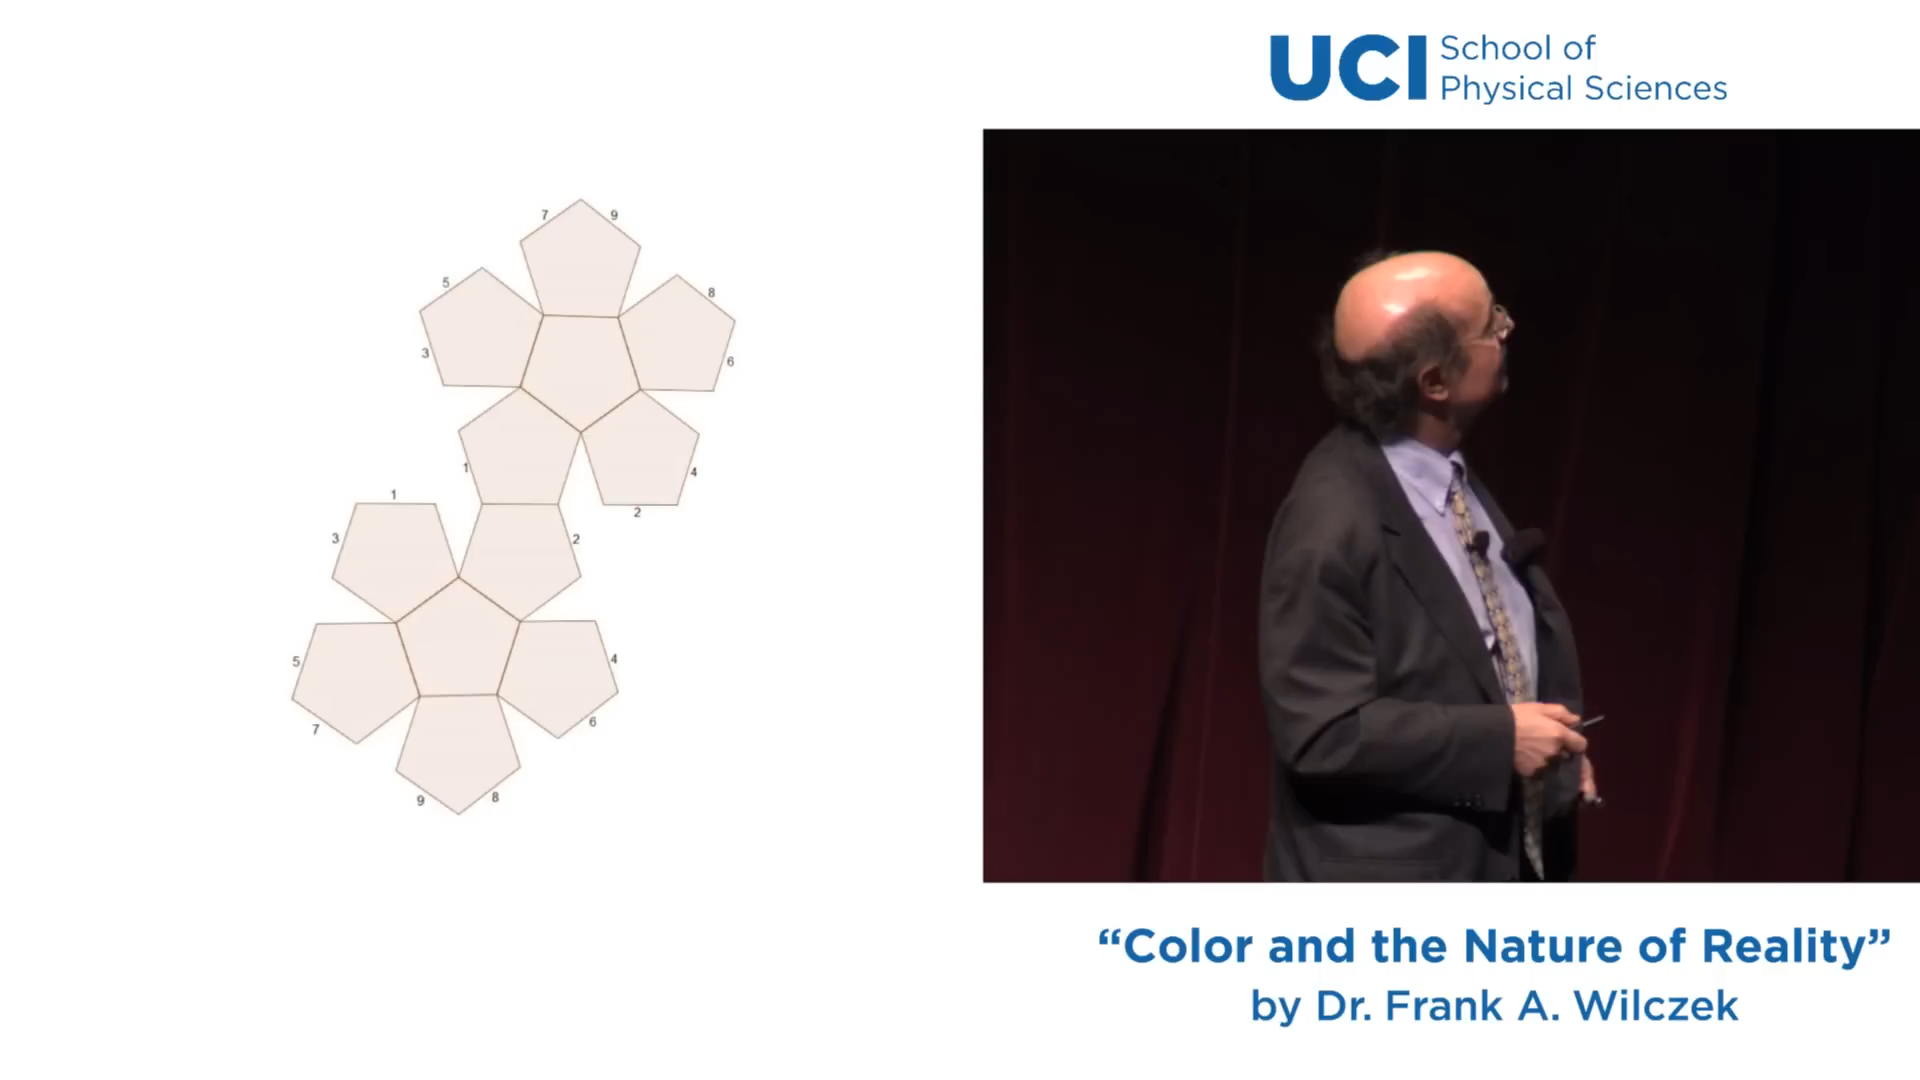 UCI School of
Physical Sciences
7 9
5 8
3 6
1 4
2
1
3 2
5 4
7 6
9 8
“Color and the Nature of Reality”
by Dr. Frank A. Wilczek